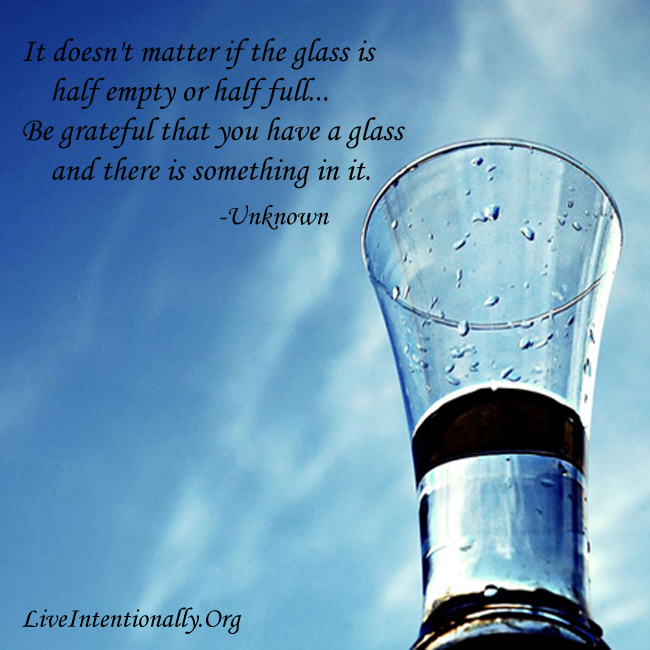 It doesn't matter if the glass is
half empty or half full...
Be grateful that you have a glass
and there is something in it.
-Unknown
LiveIntentionally.Org